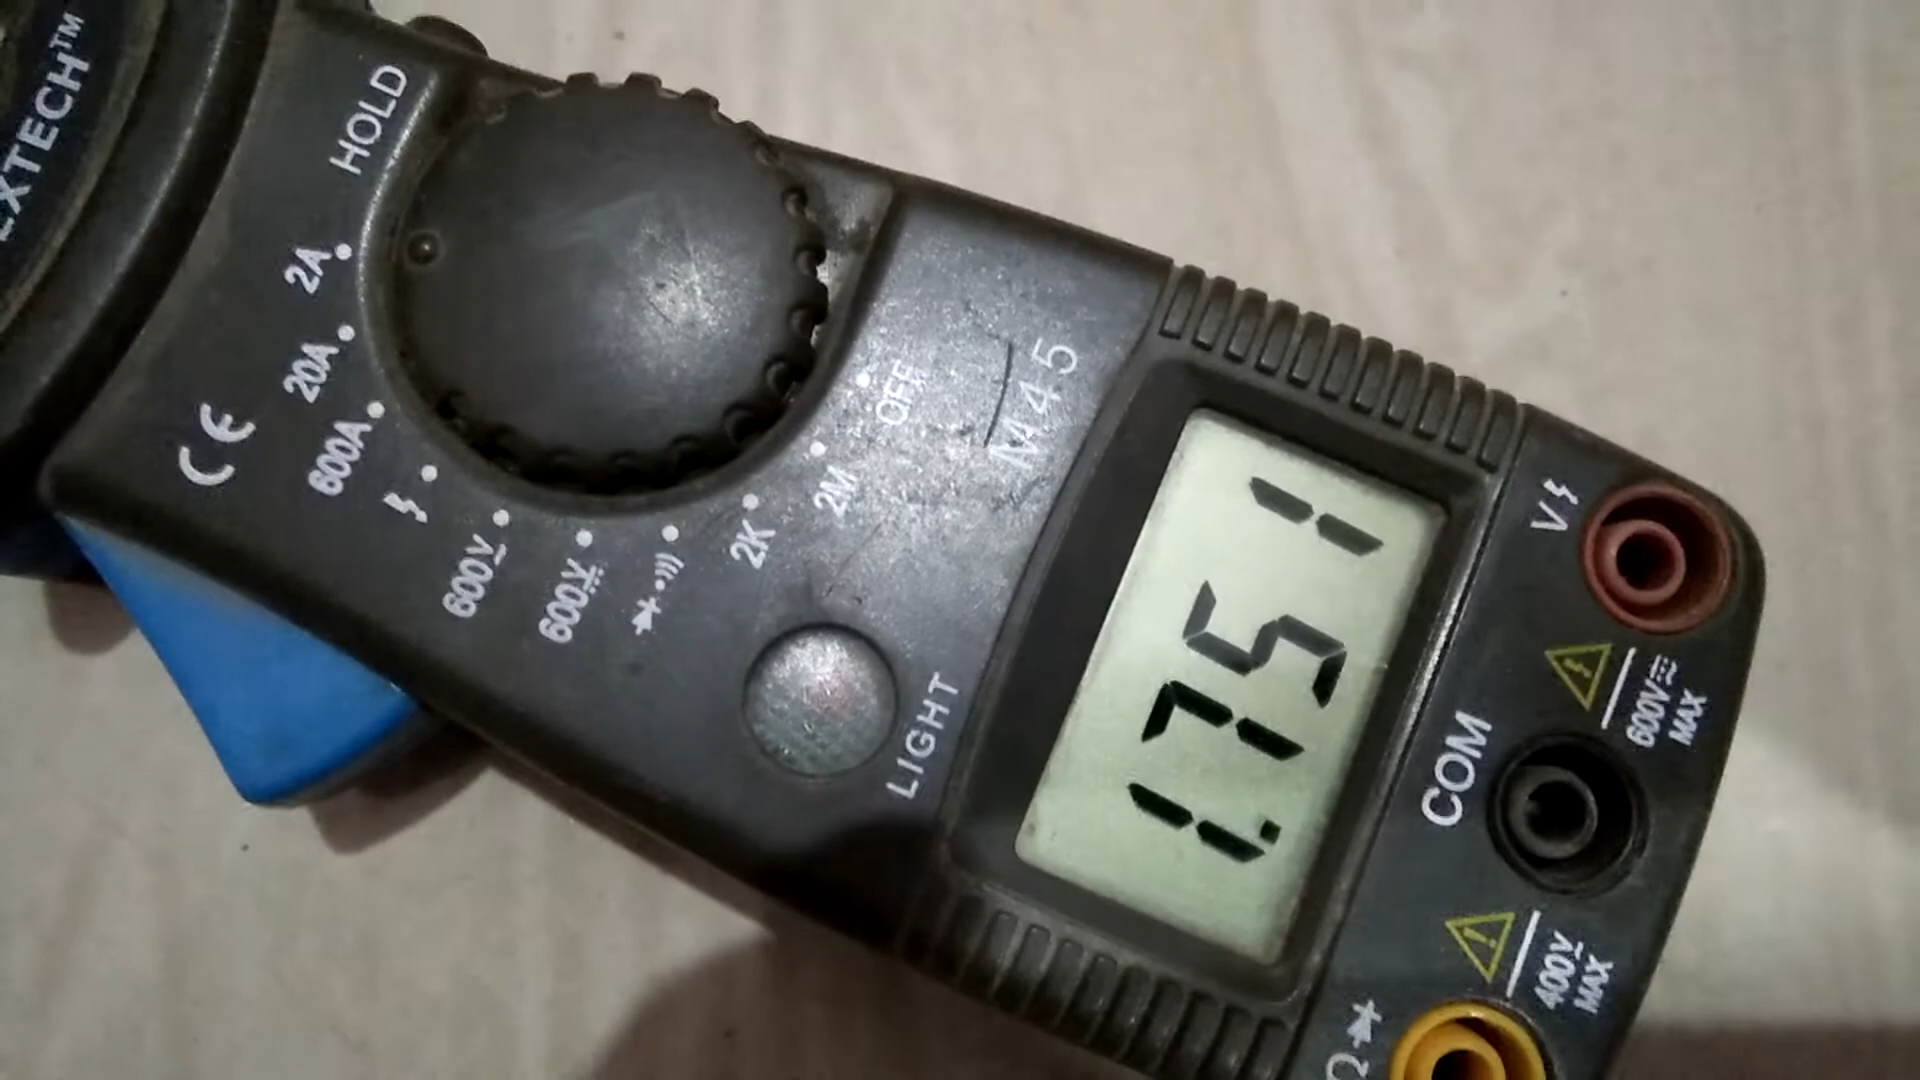 EXTECH™
HOLD
2A
20A
600A
CE
600V
600V
2K
2M
OFF
M45
LIGHT
1.751
V
600V
MAX
COM
400V
MAX
Ω